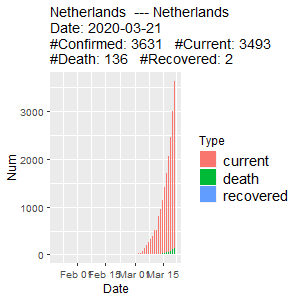 Netherlands  --- Netherlands
Date: 2020-03-21
#Confirmed: 3631   #Current: 3493
#Death: 136   #Recovered: 2
3000
2000
1000
0
Num
Feb 01 Feb 15 Mar 01 Mar 15
Date
Type
current
death
recovered